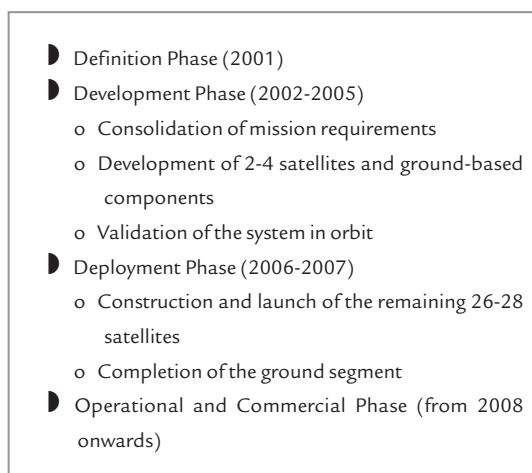 ◗ Definition Phase (2001)
◗ Development Phase (2002-2005)
o Consolidation of mission requirements
o Development of 2-4 satellites and ground-based
components
o Validation of the system in orbit
◗ Deployment Phase (2006-2007)
o Construction and launch of the remaining 26-28
satellites
o Completion of the ground segment
◗ Operational and Commercial Phase (from 2008
onwards)